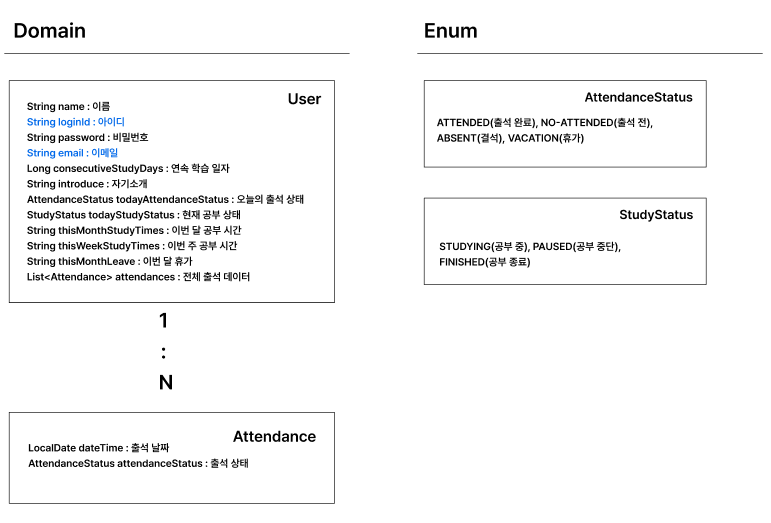 Domain
User
String name : 이름
String loginId : 아이디
String password : 비밀번호
String email : 이메일
Long consecutiveStudyDays : 연속 학습 일자
String introduce : 자기소개
AttendanceStatus todayAttendanceStatus : 오늘의 출석 상태
StudyStatus todayStudyStatus : 현재 공부 상태
String thisMonthStudyTimes : 이번 달 공부 시간
String thisWeekStudyTimes : 이번 주 공부 시간
String thisMonthLeave : 이번 달 휴가
List<Attendance> attendances : 전체 출석 데이터
1
:
N
Attendance
LocalDate dateTime : 출석 날짜
AttendanceStatus attendanceStatus : 출석 상태
Enum
AttendanceStatus
ATTENDED(출석 완료), NO-ATTENDED(출석 전),
ABSENT(결석), VACATION(휴가)
StudyStatus
STUDYING(공부 중), PAUSED(공부 중단),
FINISHED(공부 종료)